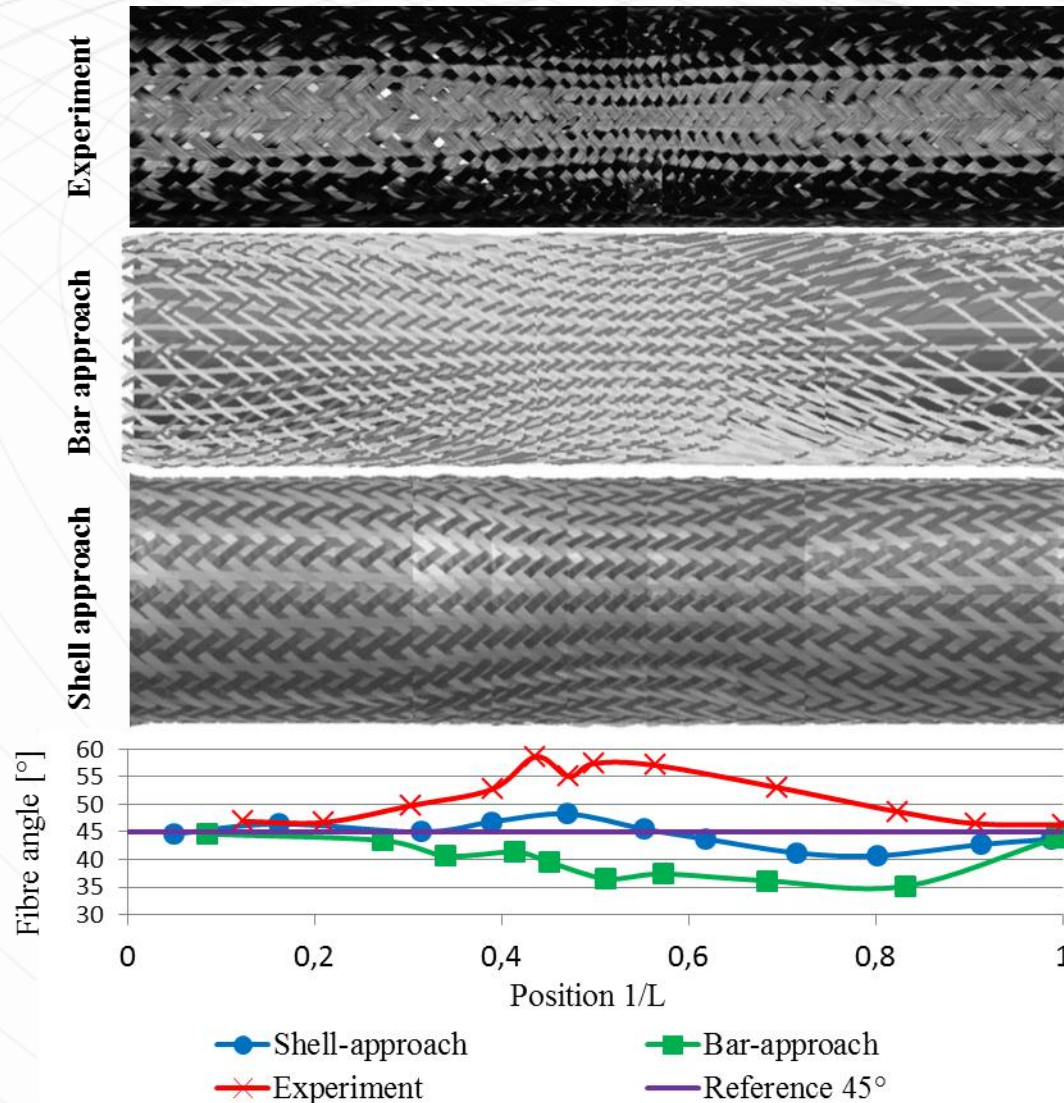 Experiment
Bar approach
Shell approach
Fibre angle [°]
60
55
50
45
40
35
30
0
0,2
0,4
0,6
0,8
1
Position 1/L
Shell-approach
Bar-approach
Experiment
Reference 45°